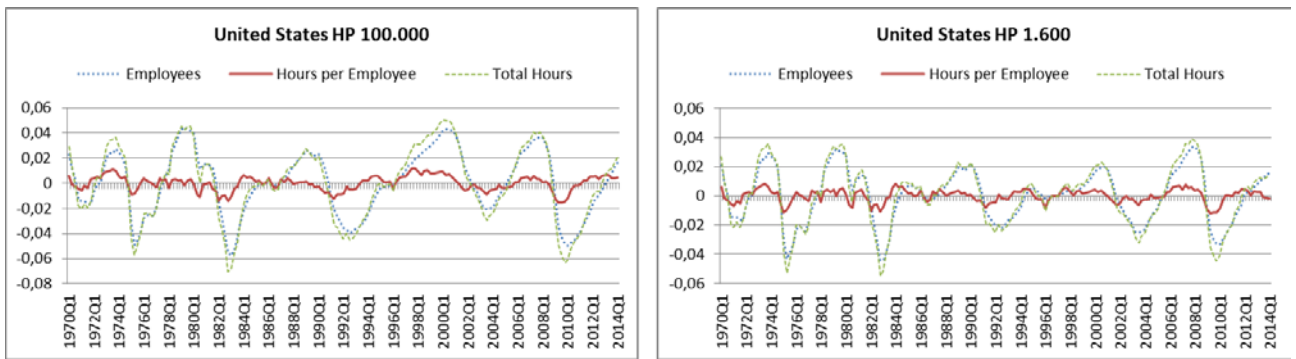 United States HP 100.000
Employees Hours per Employee Total Hours
0,06
0,04
0,02
0
-0,02
-0,04
-0,06
-0,08
1970Q1
1972Q1
1974Q1
1976Q1
1978Q1
1980Q1
1982Q1
1984Q1
1986Q1
1988Q1
1990Q1
1992Q1
1994Q1
1996Q1
1998Q1
2000Q1
2002Q1
2004Q1
2006Q1
2008Q1
2010Q1
2012Q1
2014Q1
United States HP 1.600
Employees Hours per Employee Total Hours
0,06
0,04
0,02
0
-0,02
-0,04
-0,06
1970Q1
1972Q1
1974Q1
1976Q1
1978Q1
1980Q1
1982Q1
1984Q1
1986Q1
1988Q1
1990Q1
1992Q1
1994Q1
1996Q1
1998Q1
2000Q1
2002Q1
2004Q1
2006Q1
2008Q1
2010Q1
2012Q1
2014Q1